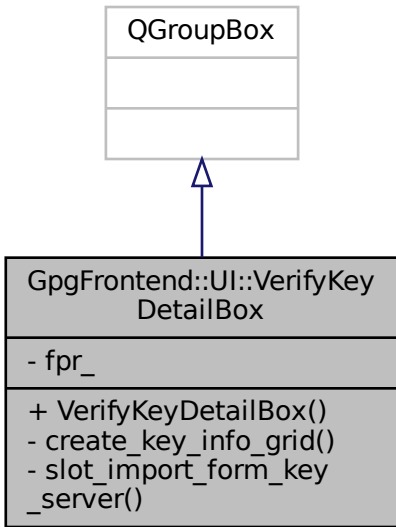 QGroupBox
GpgFrontend::UI::VerifyKey
DetailBox
- fpr_
+ VerifyKeyDetailBox()
- create_key_info_grid()
- slot_import_form_key
_server()